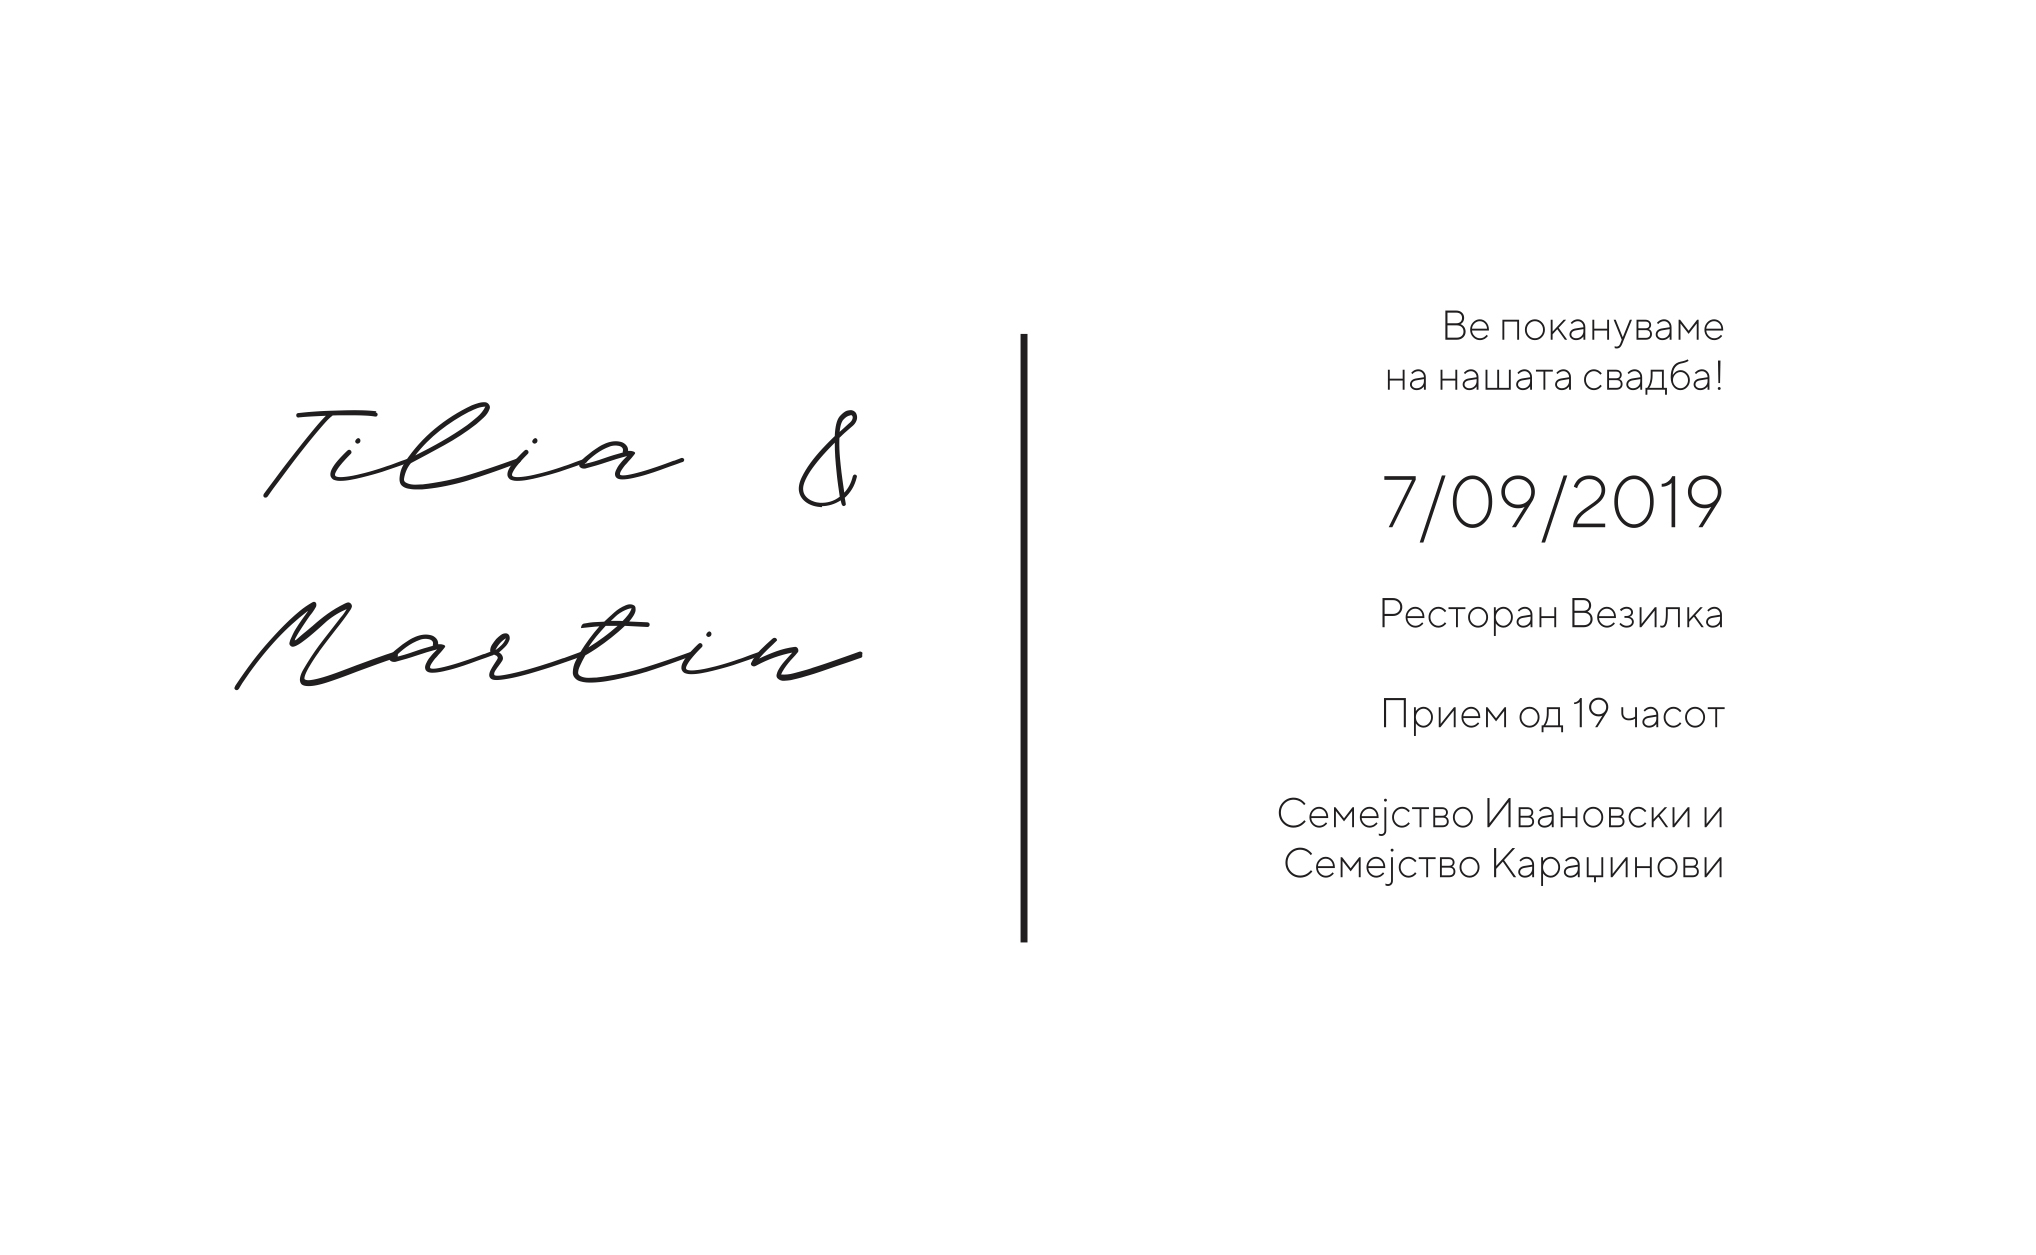 Tilia &
Martin
Ве покануваме
на нашата свадба!
7/09/2019
Ресторан Везилка
Прием од 19 часот
Семејство Ивановски и
Семејство Караџинови